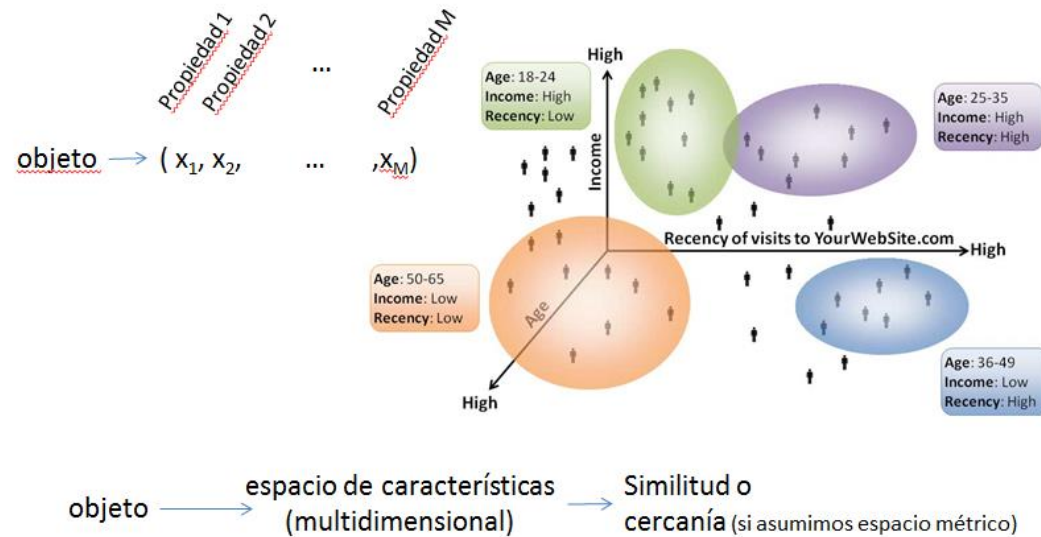 Propiedad 1
Propiedad 2
...
Propiedad M
objeto
( x1, x2,
...
,xM)
High
Age: 18-24
Income: High
Recency: Low
Income
Age: 25-35
Income: High
Recency: High
Recency of visits to YourWebSite.com
High
Age: 50-65
Income: Low
Recency: Low
Age
High
Age: 36-49
Income: Low
Recency: High
objeto
espacio de características
(multidimensional)
Similitud o
cercanía (si asumimos espacio métrico)